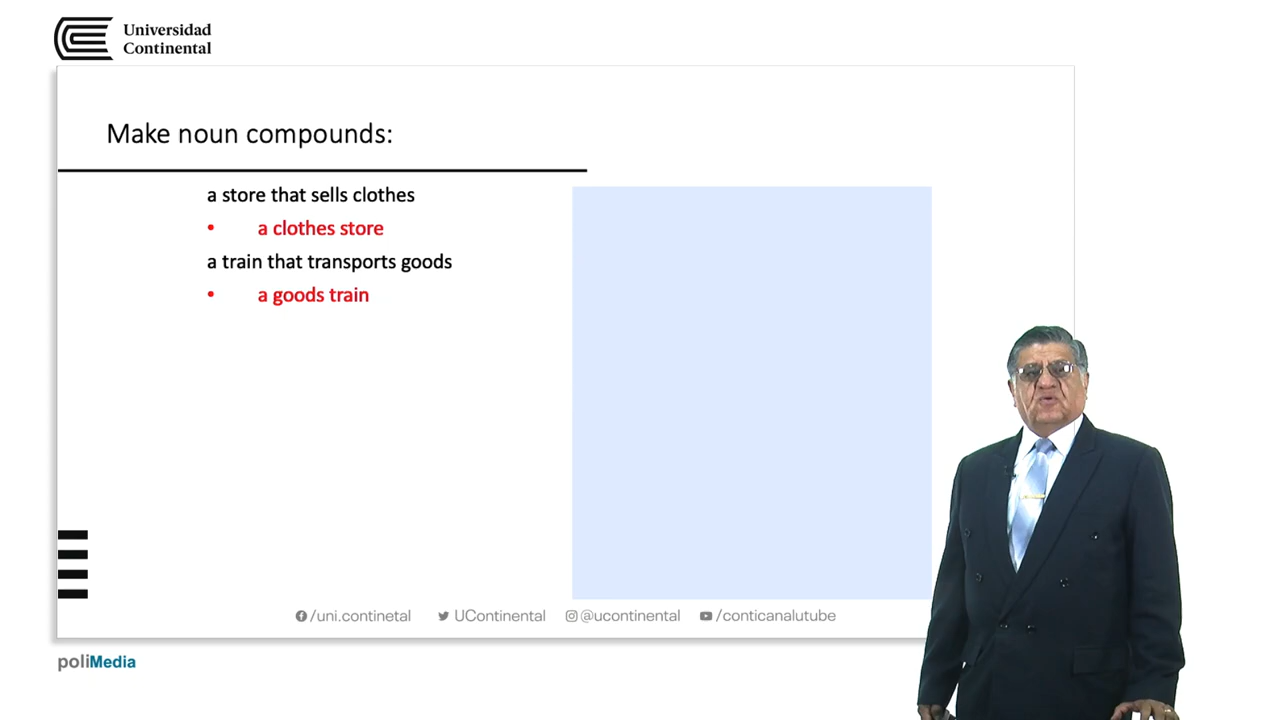 Universidad
Continental
Make noun compounds:
a store that sells clothes
• a clothes store
a train that transports goods
• a goods train
/uni.continetal UContinental @ucontinental /conticanalutube
poliMedia